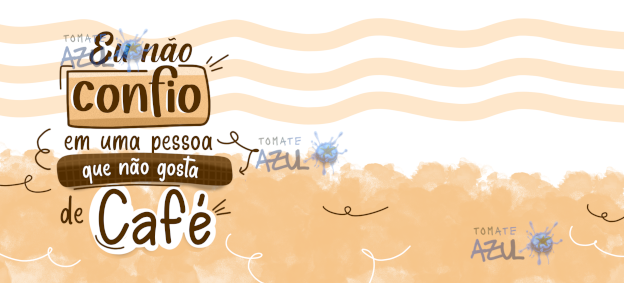 Eu não
confio
em uma pessoa
que não gosta
de Café
TOMATE
AZUL
TOMATE
AZUL
TOMATE
AZUL